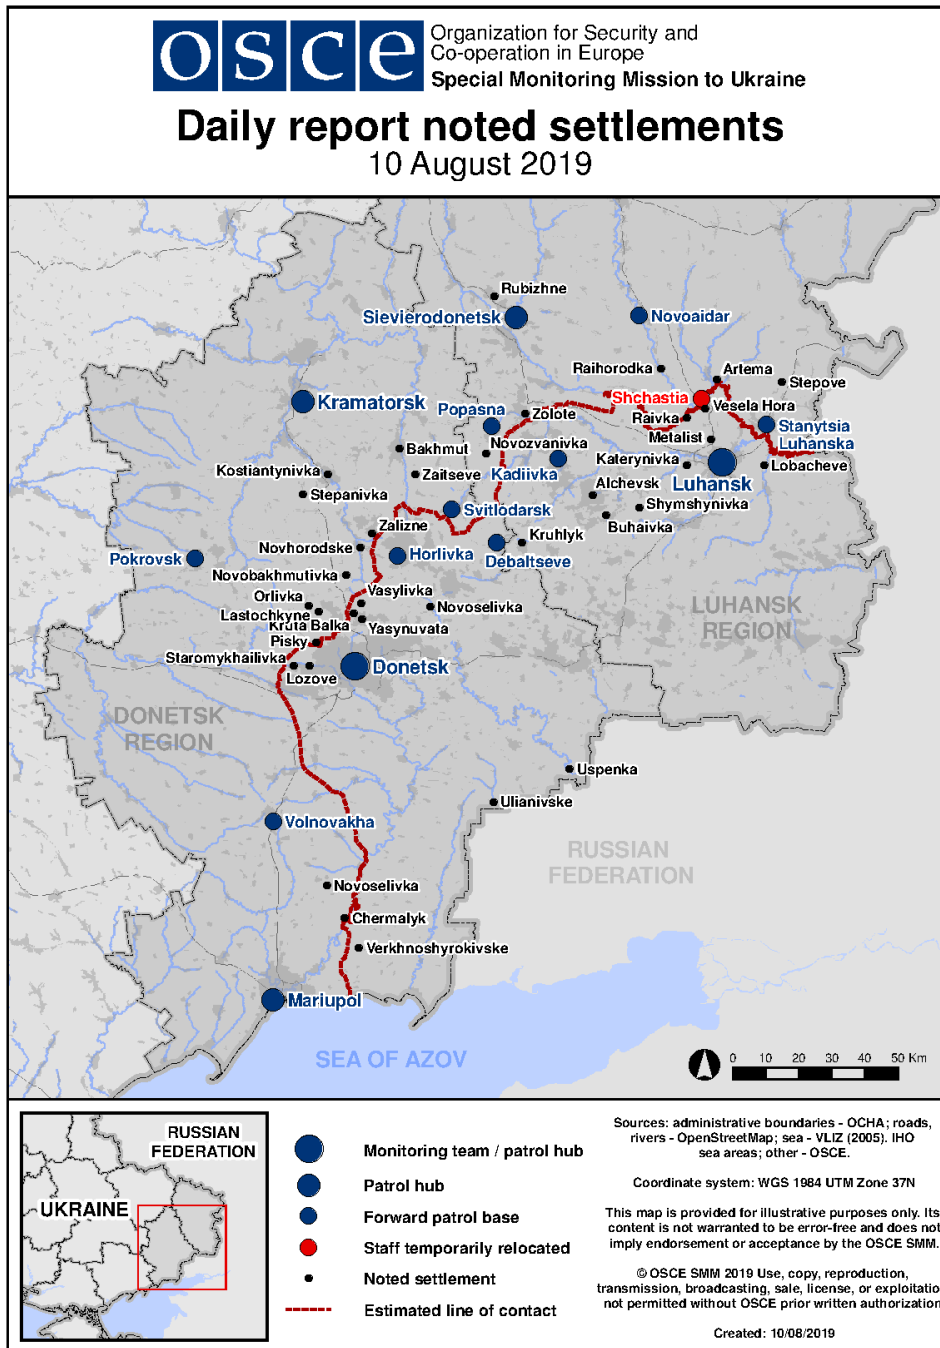 osce
Organization for Security and
Co-operation in Europe
Special Monitoring Mission to Ukraine
Daily report noted settlements
10 August 2019
Rubizhne
Sievierodonetsk
Novoaidar
Raihorodka
Artema
Stepove
Shchastia
Kramatorsk
Popasna
Zolote
Vesela Hora
Raivka
Stanytsia
Luhanska
Metalist
Bakhmut
Novozvanivka
Katerynivka
Lobacheve
Kostiantynivka
Zaitseve
Kadiivka
Luhansk
Stepanivka
Alchevsk
Svitlodarsk
Shymshynivka
Buhaivka
Zalizne
Kruhlyk
Novhorodske
Horlivka
Debaltseve
Pokrovsk
Novobakhmutivka
Orlivka
Vasylivka
Novoselivka
LUHANSK
REGION
Lastochkyne
Kruta Balka
Yasynuvata
Pisky
Staromykhailivka
Donetsk
Lozove
DONETSK
REGION
Uspenka
Ulianivske
Volnovakha
RUSSIAN
FEDERATION
Novoselivka
Chermalyk
Verkhnoshyrokivske
Mariupol
SEA OF AZOV
0 10 20 30 40 50 Km
RUSSIAN
FEDERATION
UKRAINE
Monitoring team / patrol hub
Patrol hub
Forward patrol base
Staff temporarily relocated
Noted settlement
Estimated line of contact
Sources: administrative boundaries - OCHA; roads,
rivers - OpenStreetMap; sea - VLIZ (2005). IHO
sea areas; other - OSCE.
Coordinate system: WGS 1984 UTM Zone 37N
This map is provided for illustrative purposes only. Its
content is not warranted to be error-free and does not
imply endorsement or acceptance by the OSCE SMM.
© OSCE SMM 2019 Use, copy, reproduction,
transmission, broadcasting, sale, license, or exploitatio
not permitted without OSCE prior written authorization
Created: 10/08/2019